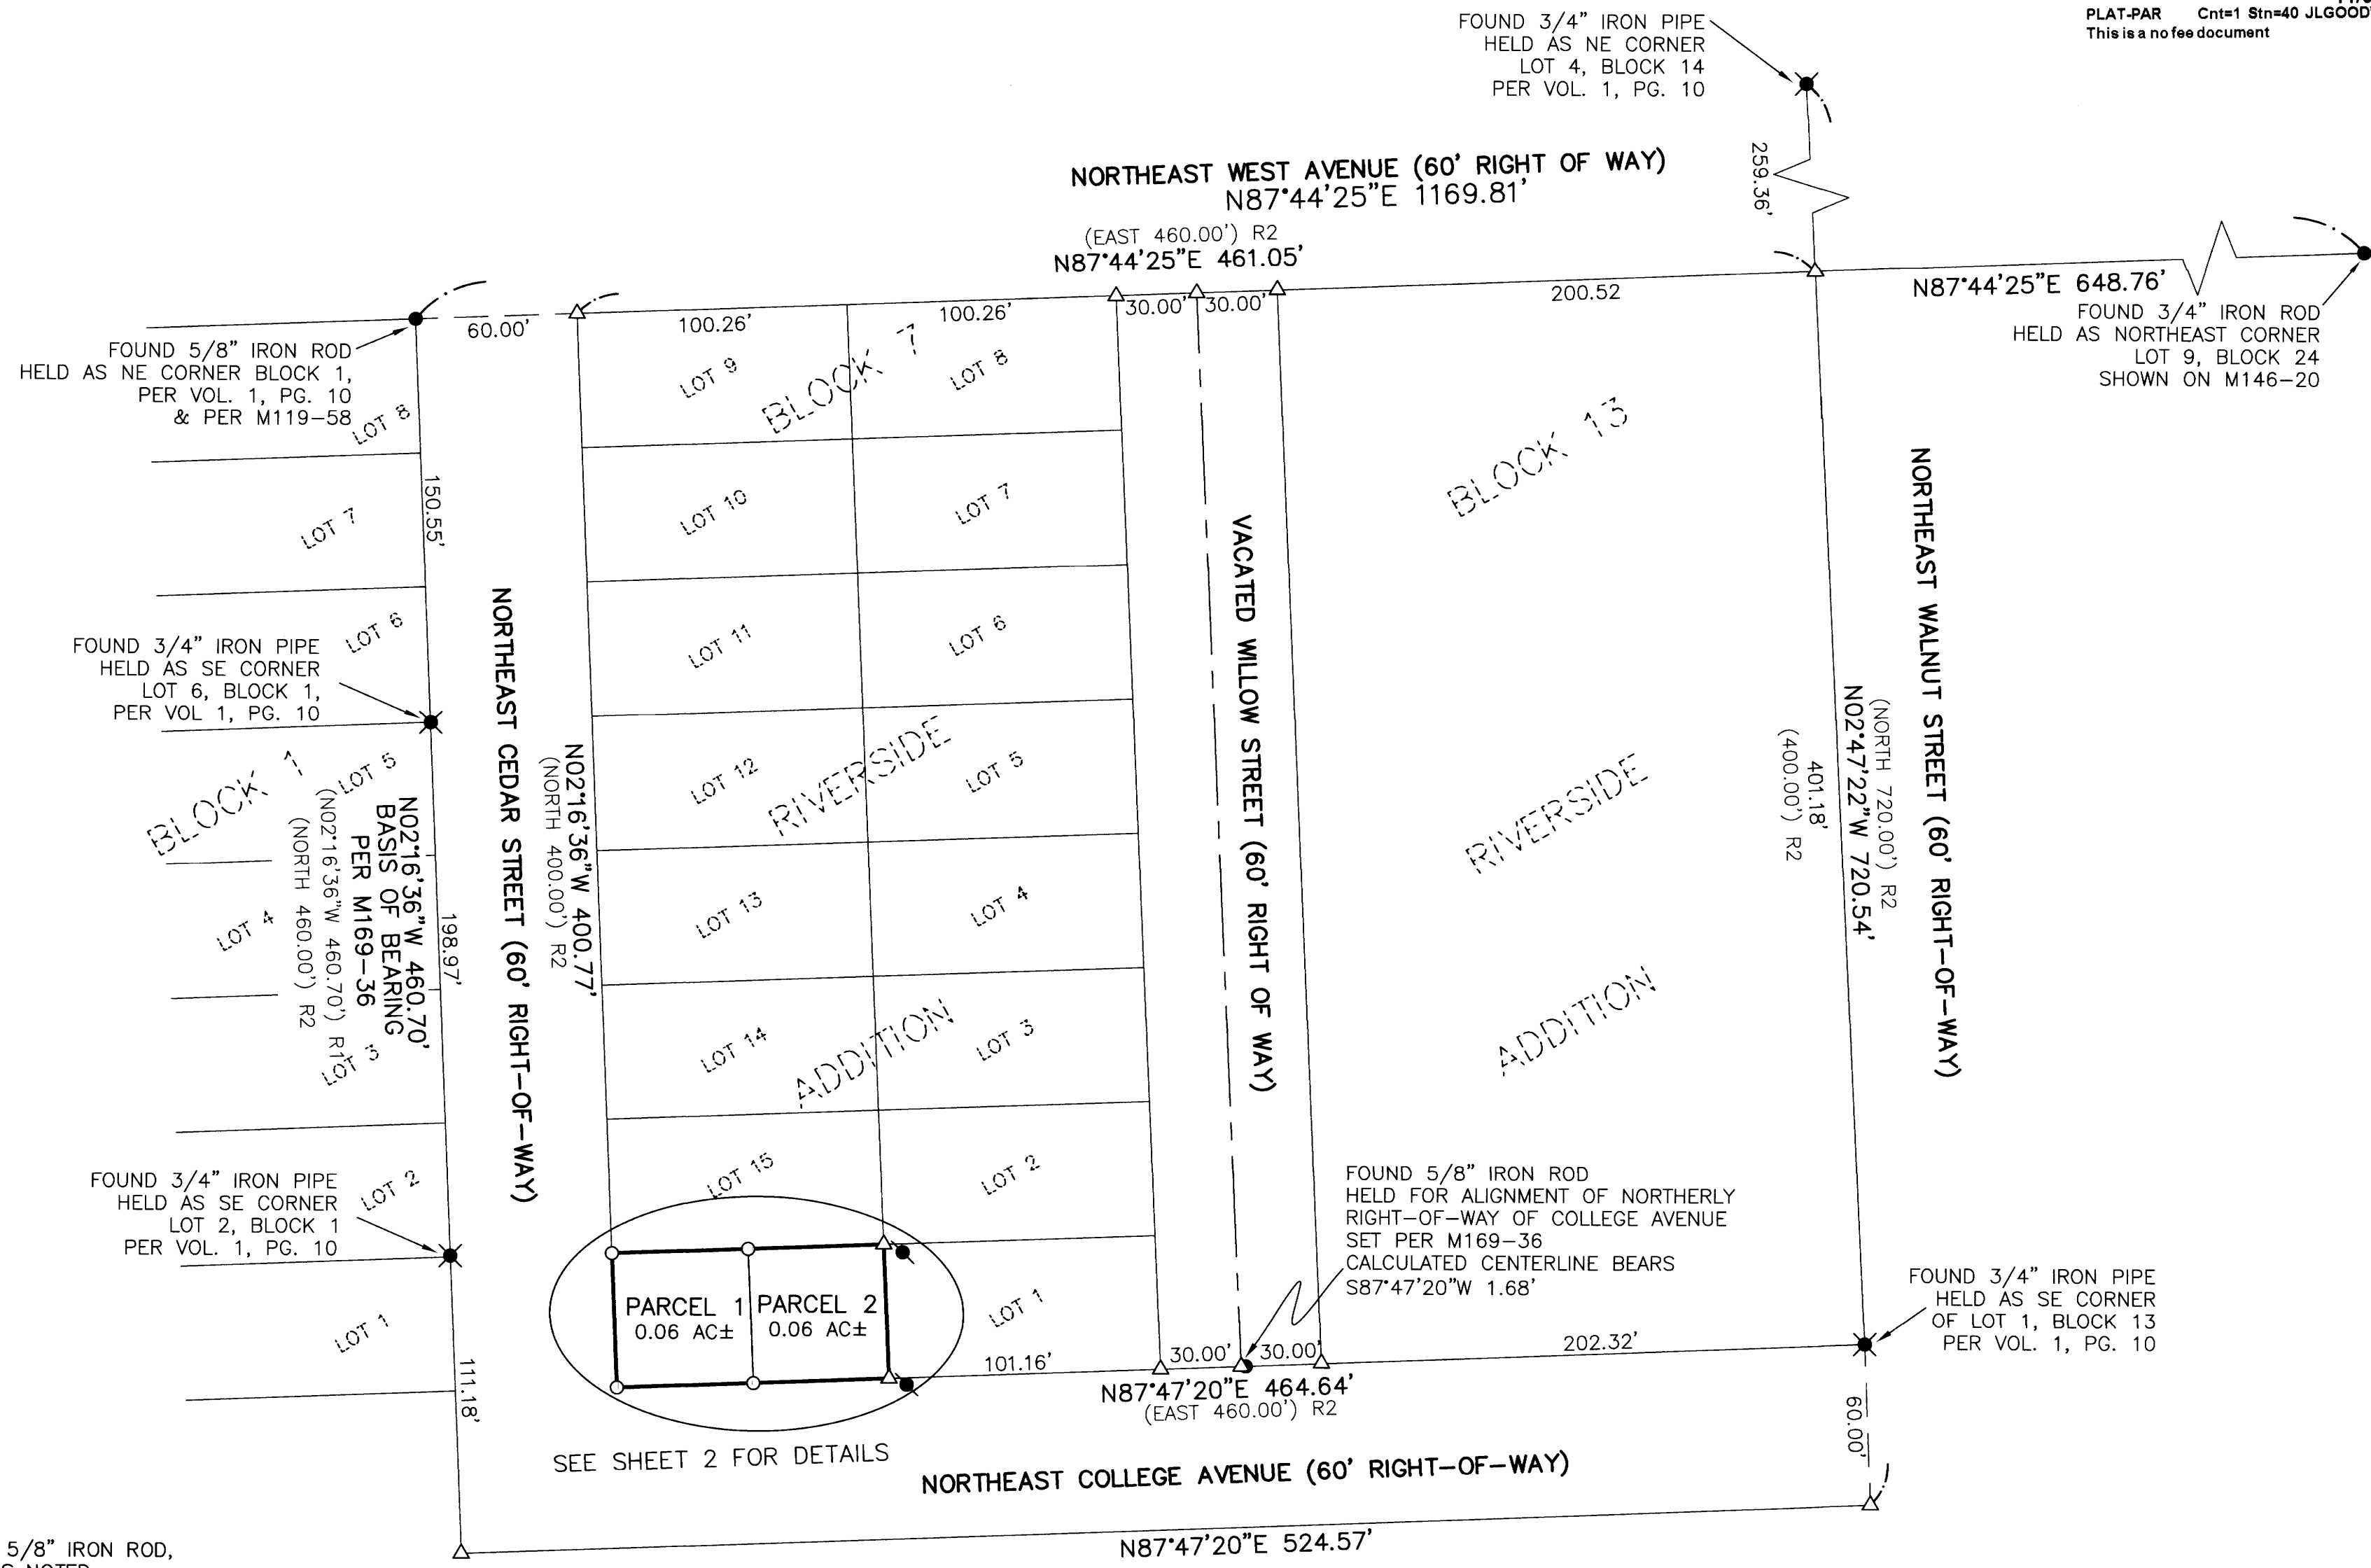 PLAT-PAR Cnt=1 Stn=40 JLGOOD
This is a no fee document
FOUND 3/4" IRON PIPE
HELD AS NE CORNER
LOT 4, BLOCK 14
PER VOL. 1, PG. 10
259.36'
NORTHEAST WEST AVENUE (60' RIGHT OF WAY)
N87°44'25"E 1169.81'
(EAST 460.00') R2
N87°44'25"E 461.05'
N87°44'25"E 648.76'
FOUND 3/4" IRON ROD
HELD AS NORTHEAST CORNER
LOT 9, BLOCK 24
SHOWN ON M146-20
60.00'
100.26'
100.26'
30.00'
30.00'
200.52
FOUND 5/8" IRON ROD
HELD AS NE CORNER BLOCK 1,
PER VOL. 1, PG. 10
& PER M119-58
LOT 8
LOT 7
LOT 6
150.55'
FOUND 3/4" IRON PIPE
HELD AS SE CORNER
LOT 6, BLOCK 1,
PER VOL 1, PG. 10
BLOCK 1
LOT 5
LOT 4
LOT 3
N02°16'36"W 460.70'
BASIS OF BEARING
PER M169-36
(N02°16'36"W 460.70') R1
(NORTH 460.00') R2
198.97'
FOUND 3/4" IRON PIPE
HELD AS SE CORNER
LOT 2, BLOCK 1
PER VOL. 1, PG. 10
LOT 2
LOT 1
111.18'
NORTHEAST CEDAR STREET (60' RIGHT-OF-WAY)
N02°16'36"W 400.77'
(NORTH 400.00') R2
BLOCK 7
LOT 9
LOT 8
LOT 10
LOT 7
LOT 11
LOT 6
LOT 12
LOT 5
RIVERSIDE
LOT 13
LOT 4
LOT 14
LOT 3
ADDITION
LOT 15
LOT 2
LOT 1
PARCEL 1
0.06 AC±
PARCEL 2
0.06 AC±
SEE SHEET 2 FOR DETAILS
VACATED WILLOW STREET (60' RIGHT OF WAY)
BLOCK 13
RIVERSIDE
ADDITION
(NORTH 720.00') R2
N02°47'22"W 720.54'
401.18'
(400.00') R2
NORTHEAST WALNUT STREET (60' RIGHT-OF-WAY)
FOUND 5/8" IRON ROD
HELD FOR ALIGNMENT OF NORTHERLY
RIGHT-OF-WAY OF COLLEGE AVENUE
SET PER M169-36
CALCULATED CENTERLINE BEARS
S87°47'20"W 1.68'
FOUND 3/4" IRON PIPE
HELD AS SE CORNER
OF LOT 1, BLOCK 13
PER VOL. 1, PG. 10
101.16'
30.00'
30.00'
202.32'
N87°47'20"E 464.64'
(EAST 460.00') R2
60.00'
NORTHEAST COLLEGE AVENUE (60' RIGHT-OF-WAY)
N87°47'20"E 524.57'
5/8" IRON ROD,
NOTED